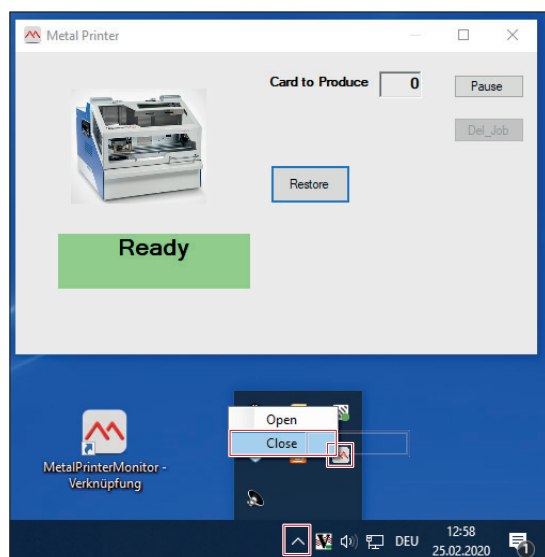 Metal Printer
Card to Produce 0
Pause
Del_Job
Restore
Ready
Open
Close
MetalPrinterMonitor -
Verknüpfung
DEU
12:58
25.02.2020
1